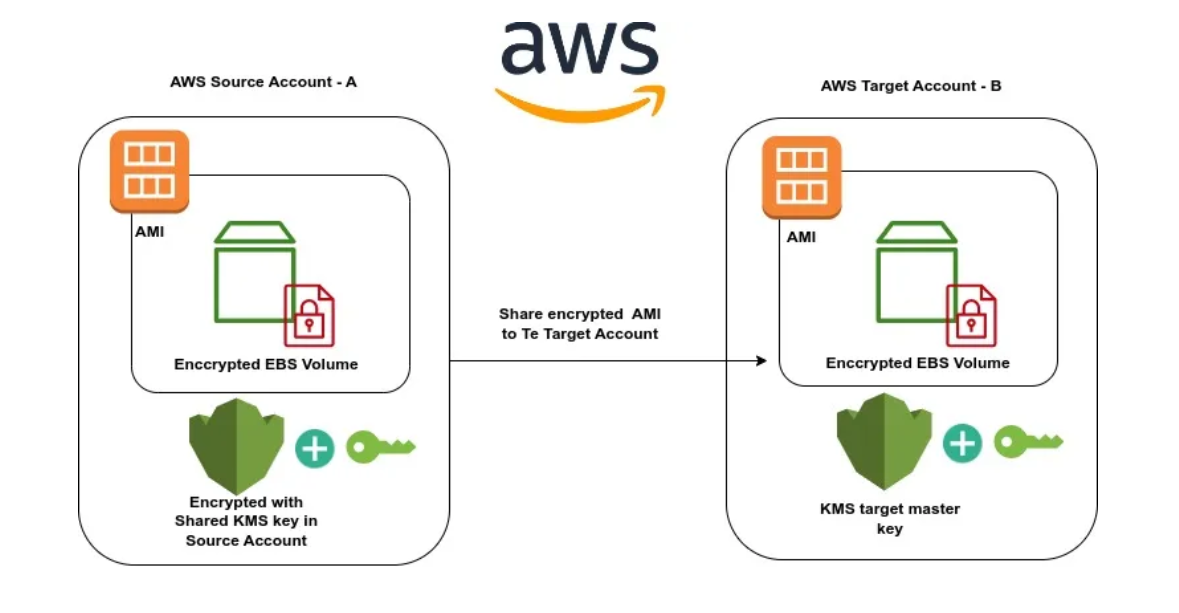 aws
AWS Source Account - A
AWS Target Account - B
AMI
Enccrypted EBS Volume
Encrypted with
Shared KMS key in
Source Account
Share encrypted AMI
to Te Target Account
AMI
Enccrypted EBS Volume
KMS target master
key